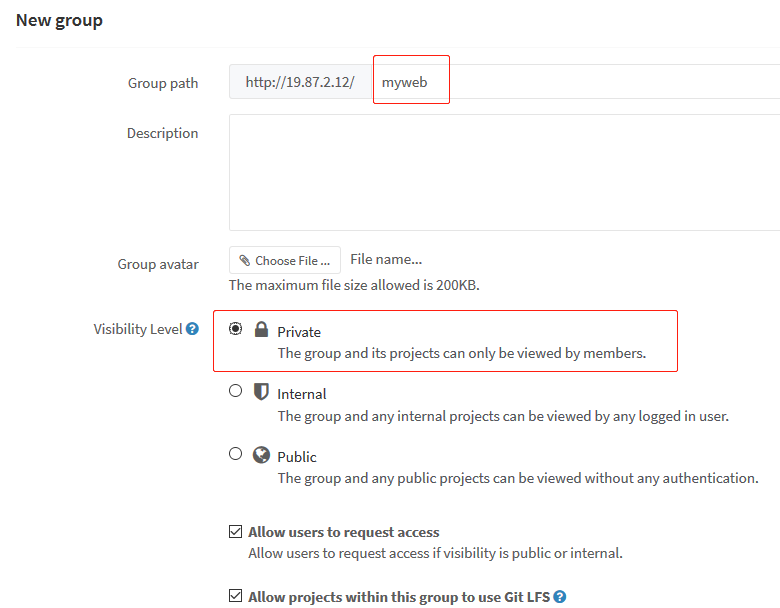 New group
Group path http://19.87.2.12/ myweb
Description
Group avatar Choose File ... File name...
The maximum file size allowed is 200KB.
Visibility Level ? Private
The group and its projects can only be viewed by members.
Internal
The group and any internal projects can be viewed by any logged in user.
Public
The group and any public projects can be viewed without any authentication.
Allow users to request access
Allow users to request access if visibility is public or internal.
Allow projects within this group to use Git LFS ?